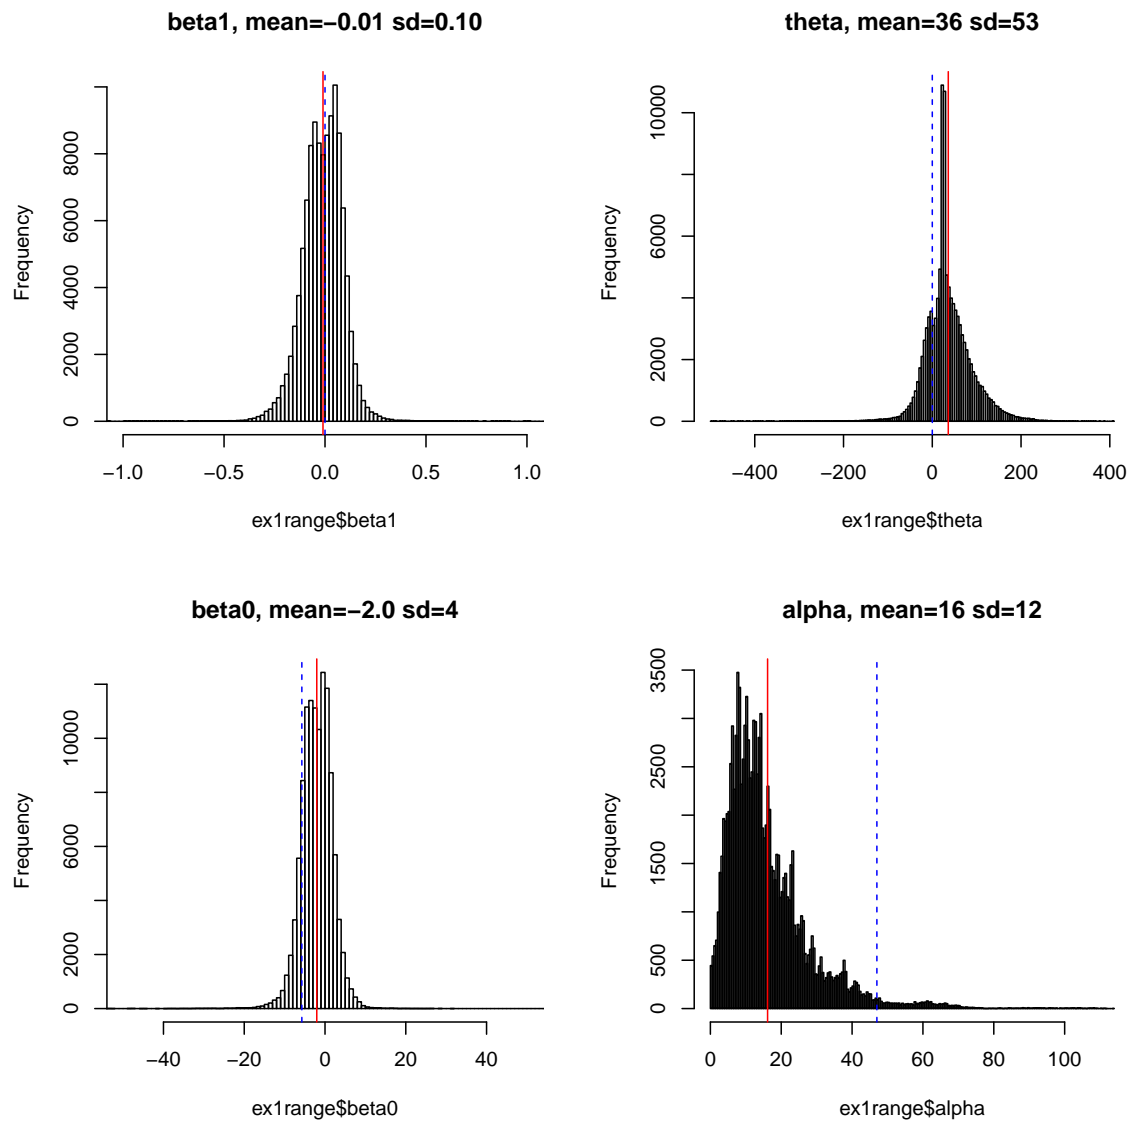 beta1, mean=−0.01 sd=0.10
Frequency
0 2000 4000 6000 8000
−1.0 −0.5 0.0 0.5 1.0
ex1range$beta1
theta, mean=36 sd=53
Frequency
0 2000 6000 10000
−400 −200 0 200 400
ex1range$theta
beta0, mean=−2.0 sd=4
Frequency
0 2000 6000 10000
−40 −20 0 20 40
ex1range$beta0
alpha, mean=16 sd=12
Frequency
0 500 1500 2500 3500
0 20 40 60 80 100
ex1range$alpha